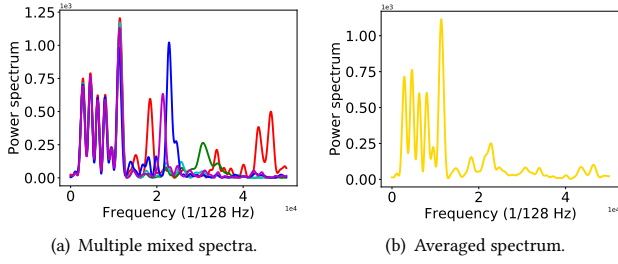 1e3
1.25
1.00
0.75
0.50
0.25
0.00
Power spectrum
0
2
4
1e4
Frequency (1/128 Hz)
(a) Multiple mixed spectra.
1e3
1.00
0.75
0.50
0.25
0.00
Power spectrum
0
2
4
1e4
Frequency (1/128 Hz)
(b) Averaged spectrum.